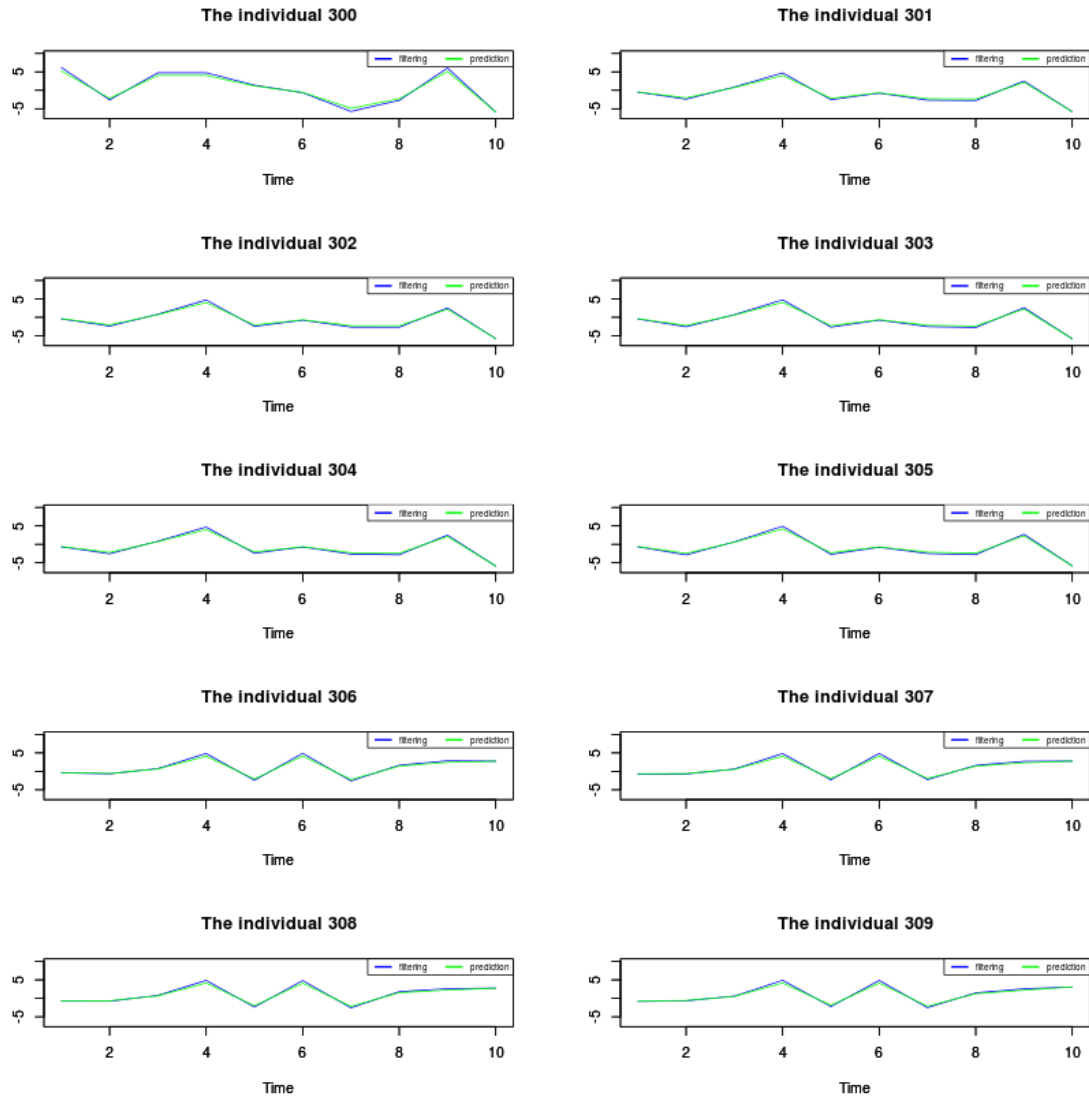 The individual 300
filtering prediction
5
-5
2 4 6 8 10
Time
The individual 301
filtering prediction
5
-5
2 4 6 8 10
Time
The individual 302
filtering prediction
5
-5
2 4 6 8 10
Time
The individual 303
filtering prediction
5
-5
2 4 6 8 10
Time
The individual 304
filtering prediction
5
-5
2 4 6 8 10
Time
The individual 305
filtering prediction
5
-5
2 4 6 8 10
Time
The individual 306
filtering prediction
5
-5
2 4 6 8 10
Time
The individual 307
filtering prediction
5
-5
2 4 6 8 10
Time
The individual 308
filtering prediction
5
-5
2 4 6 8 10
Time
The individual 309
filtering prediction
5
-5
2 4 6 8 10
Time